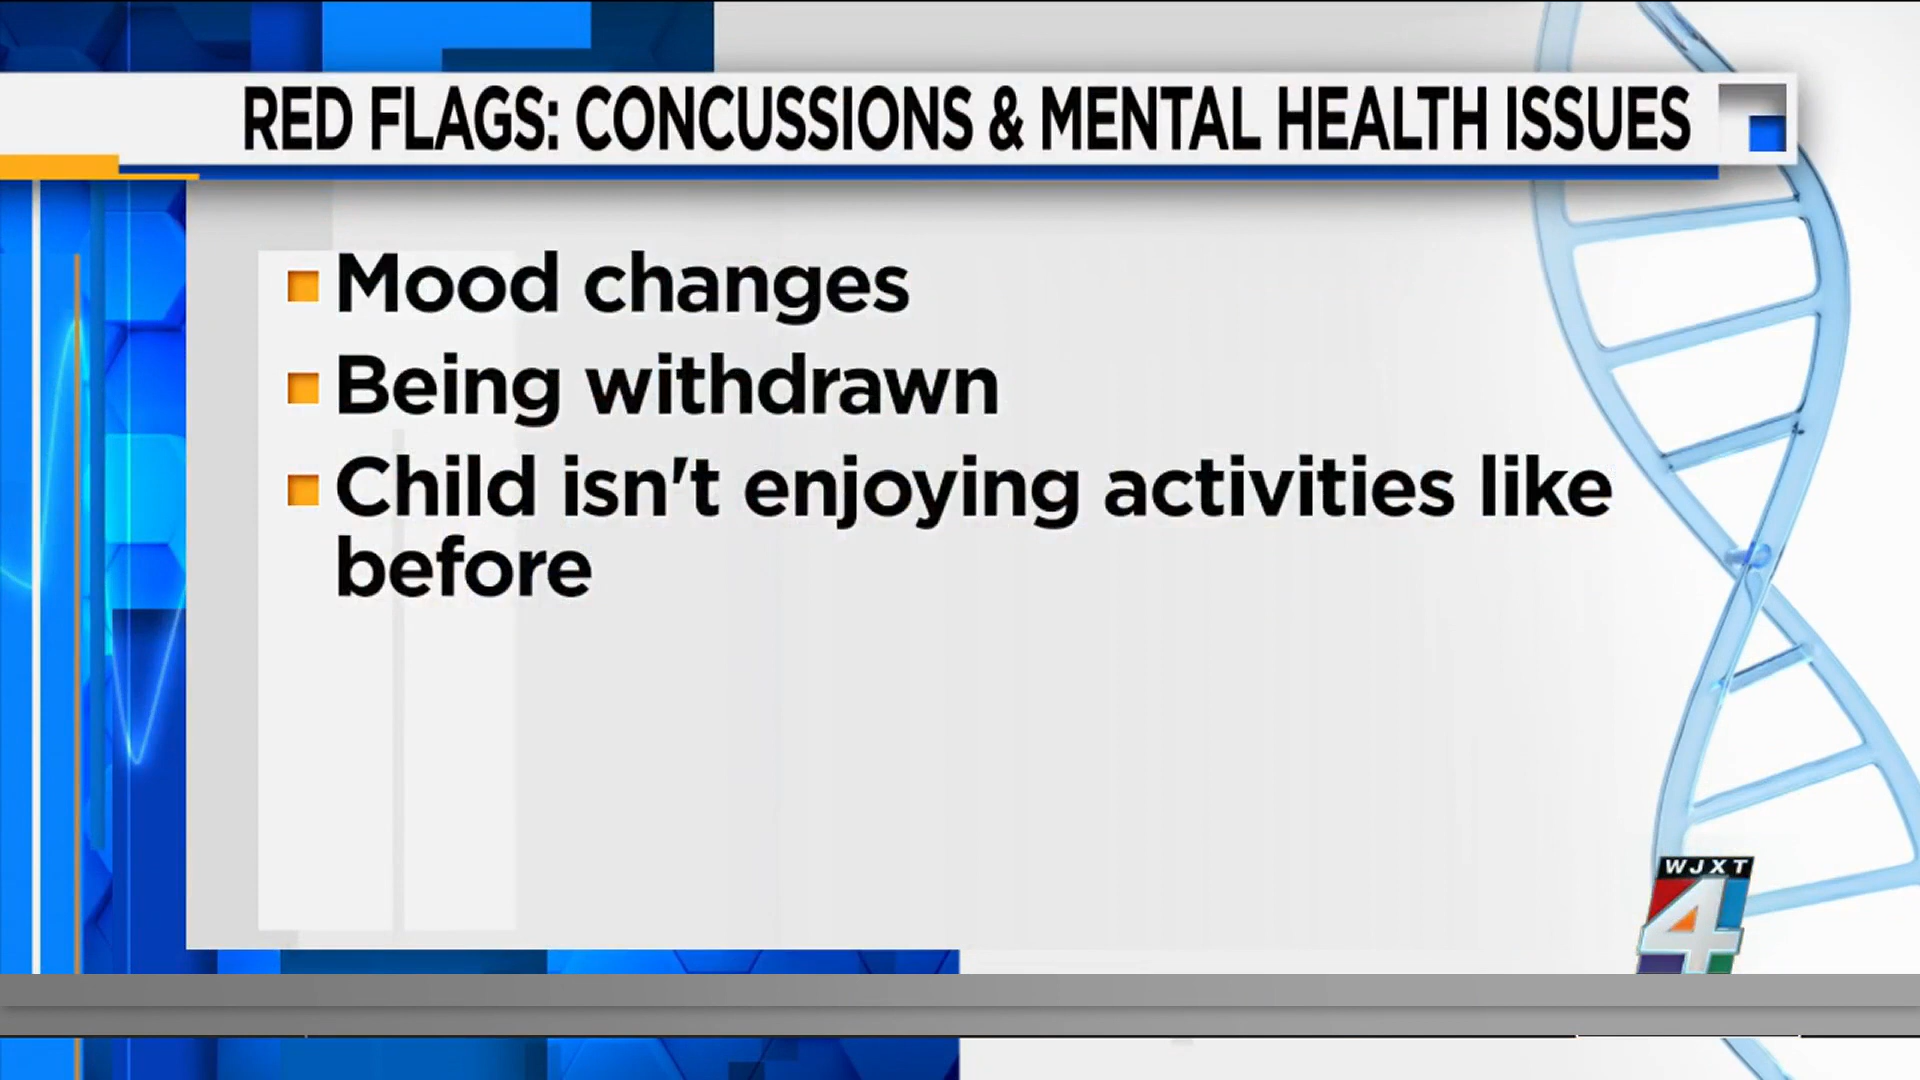 RED FLAGS: CONCUSSIONS & MENTAL HEALTH ISSUES
Mood changes
Being withdrawn
Child isn't enjoying activities like
before
WJXT
4